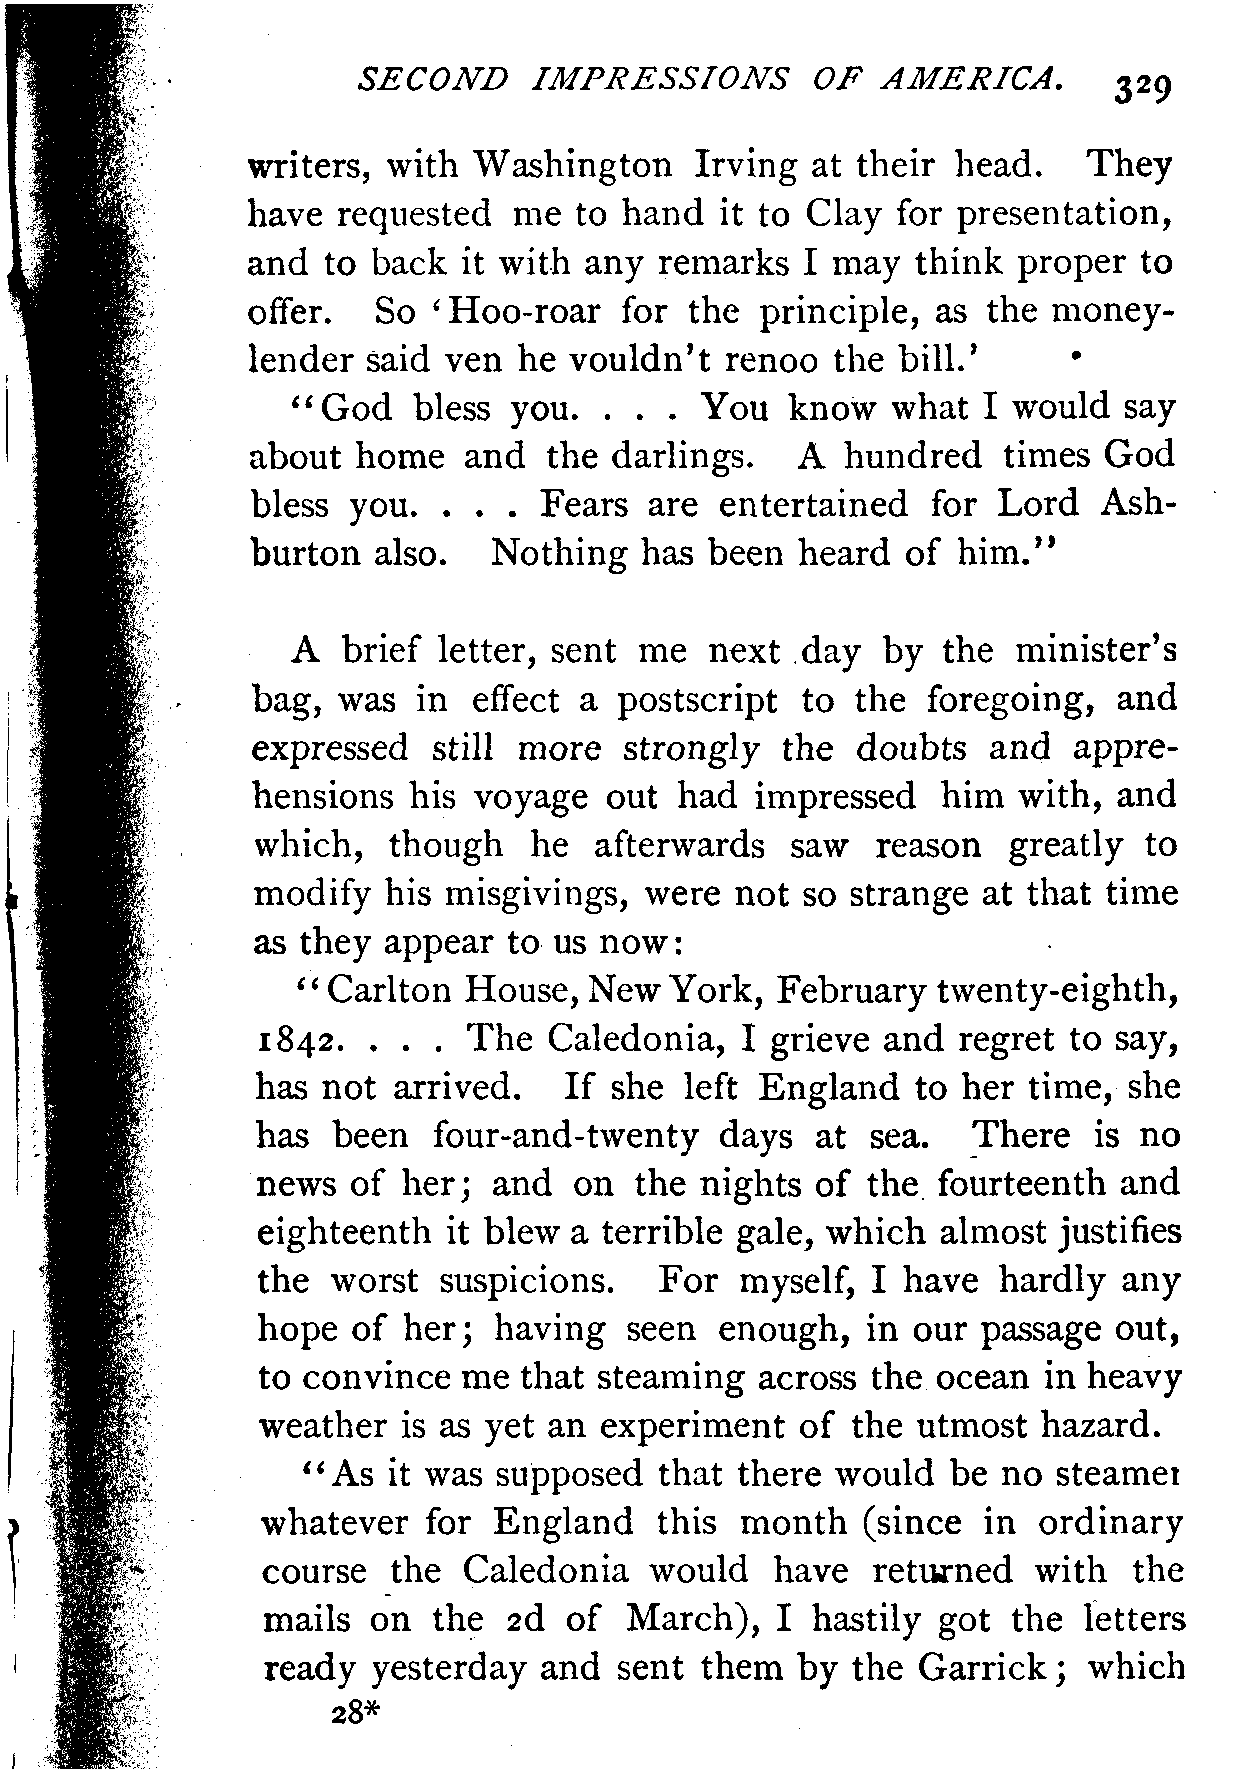 SECOND IMPRESSIONS OF AMERICA. 329
writers, with Washington Irving at their head. They
have requested me to hand it to Clay for presentation,
and to back it with any remarks I may think proper to
offer. So ‘Hoo-roar for the principle, as the money-
lender said ven he vouldn’t renoo the bill.’
“God bless you. . . . You know what I would say
about home and the darlings. A hundred times God
bless you. . . . Fears are entertained for Lord Ash-
burton also. Nothing has been heard of him.”
A brief letter, sent me next day by the minister’s
bag, was in effect a postscript to the foregoing, and
expressed still more strongly the doubts and appre-
hensions his voyage out had impressed him with, and
which, though he afterwards saw reason greatly to
modify his misgivings, were not so strange at that time
as they appear to us now:
“Carlton House, New York, February twenty-eighth,
1842. . . . The Caledonia, I grieve and regret to say,
has not arrived. If she left England to her time, she
has been four-and-twenty days at sea. There is no
news of her; and on the nights of the fourteenth and
eighteenth it blew a terrible gale, which almost justifies
the worst suspicions. For myself, I have hardly any
hope of her; having seen enough, in our passage out,
to convince me that steaming across the ocean in heavy
weather is as yet an experiment of the utmost hazard.
“As it was supposed that there would be no steamer
whatever for England this month (since in ordinary
course the Caledonia would have returned with the
mails on the 2d of March), I hastily got the letters
ready yesterday and sent them by the Garrick; which
28*